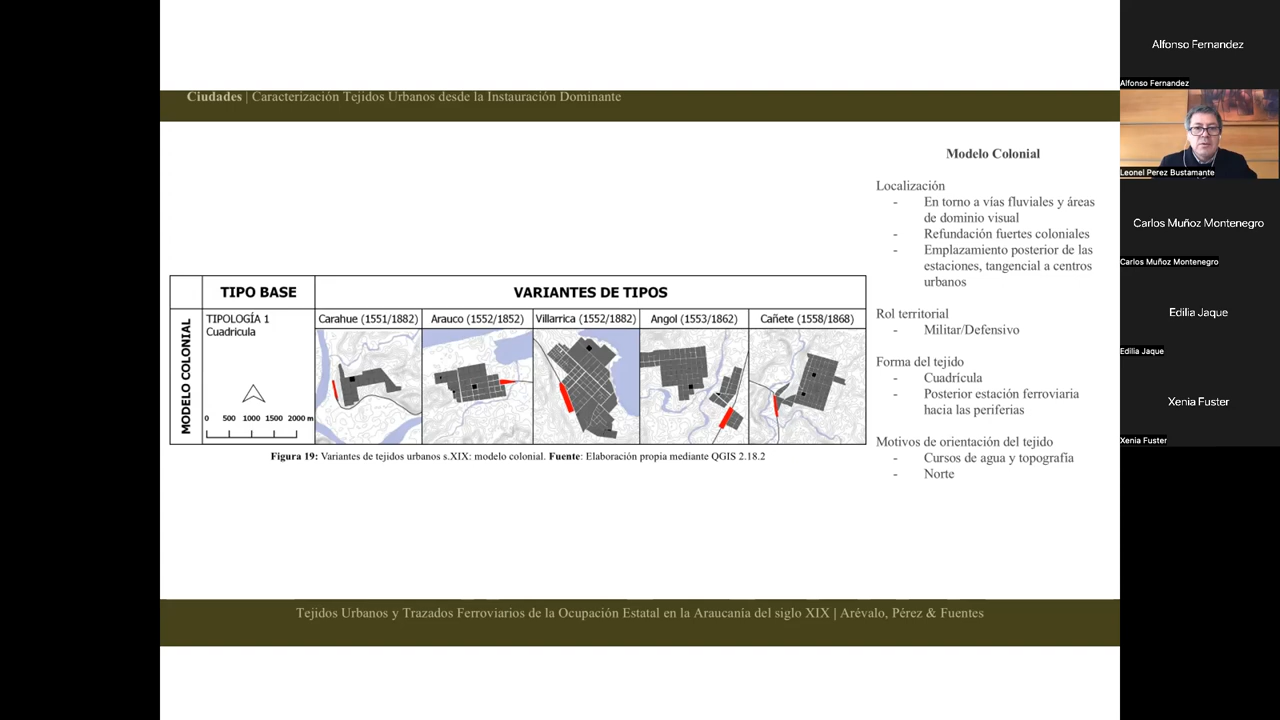 Ciudades | Caracterización Tejidos Urbanos desde la Instauración Dominante
TIPO BASE
VARIANTES DE TIPOS
MODELO COLONIAL
TIPOLOGÍA 1
Cuadricula
0 500 1000 1500 2000 m
Carahue (1551/1882)
Arauco (1552/1852)
Villarrica (1552/1882)
Angol (1553/1862)
Cañete (1558/1868)
Figura 19: Variantes de tejidos urbanos s.XIX: modelo colonial. Fuente: Elaboración propia mediante QGIS 2.18.2
Modelo Colonial
Localización
- En torno a vías fluviales y áreas
de dominio visual
- Refundación fuertes coloniales
- Emplazamiento posterior de las
estaciones, tangencial a centros
urbanos
Rol territorial
- Militar/Defensivo
Forma del tejido
- Cuadrícula
- Posterior estación ferroviaria
hacia las periferias
Motivos de orientación del tejido
- Cursos de agua y topografía
- Norte
Tejidos Urbanos y Trazados Ferroviarios de la Ocupación Estatal en la Araucanía del siglo XIX | Arévalo, Pérez & Fuentes
Alfonso Fernandez
Alfonso Fernandez
Leonel Perez Bustamante
Carlos Muñoz Montenegro
Carlos Muñoz Montenegro
Edilia Jaque
Edilia Jaque
Xenia Fuster
Xenia Fuster